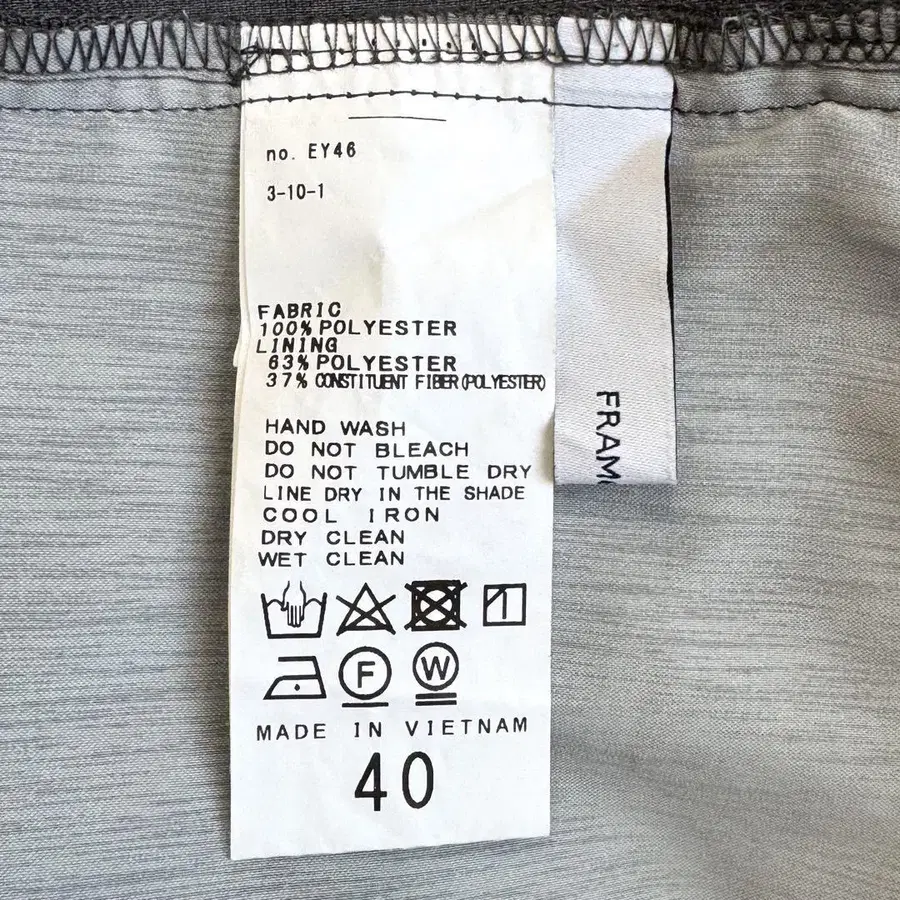 no. EY46
3-10-1
FABRIC
100% POLYESTER
LINING
63% POLYESTER
37% CONSTITUENT FIBER (POLYESTER)
HAND WASH
DO NOT BLEACH
DO NOT TUMBLE DRY
LINE DRY IN THE SHADE
COOL IRON
DRY CLEAN
WET CLEAN
F W
MADE IN VIETNAM
40
FRAM